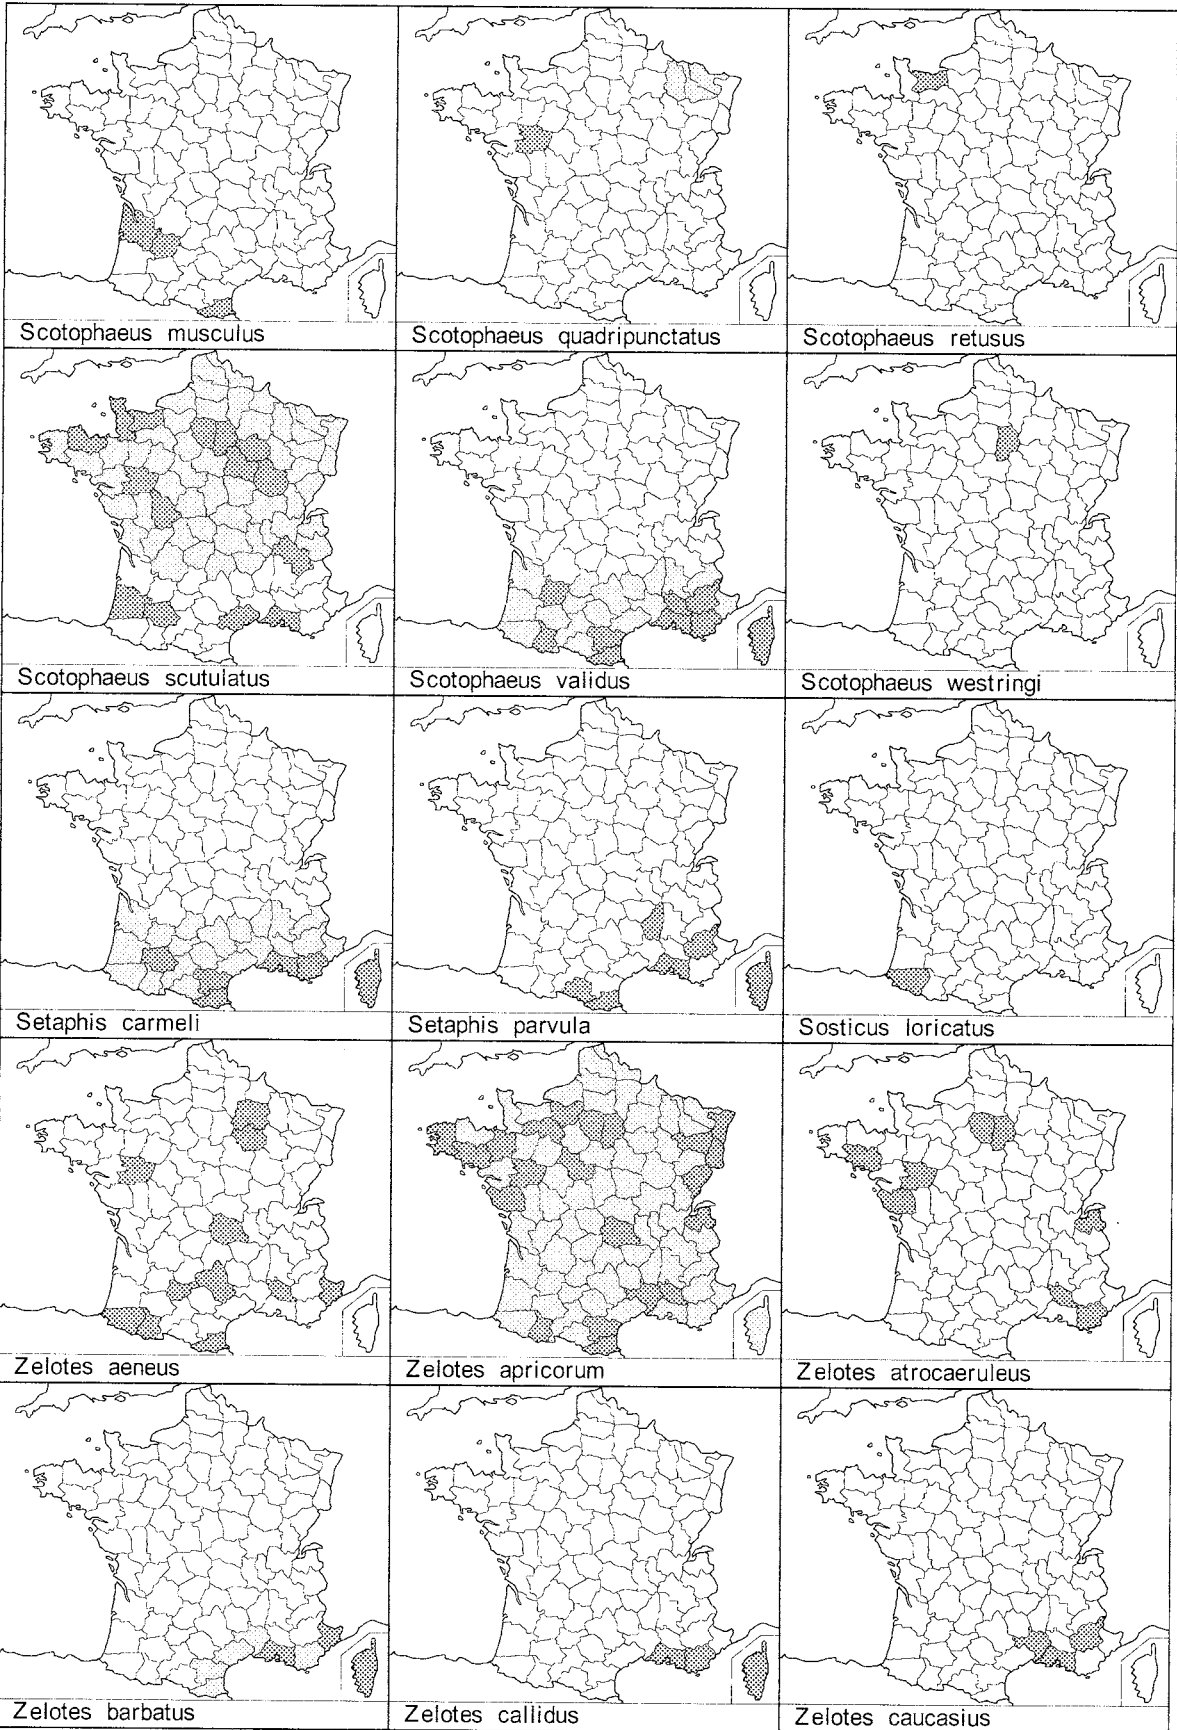 Scotophaeus musculus
Scotophaeus quadripunctatus
Scotophaeus retusus
Scotophaeus scutulatus
Scotophaeus validus
Scotophaeus westringi
Setaphis carmeli
Setaphis parvula
Sosticus loricatus
Zelotes aeneus
Zelotes apricorum
Zelotes atrocaeruleus
Zelotes barbatus
Zelotes callidus
Zelotes caucasius